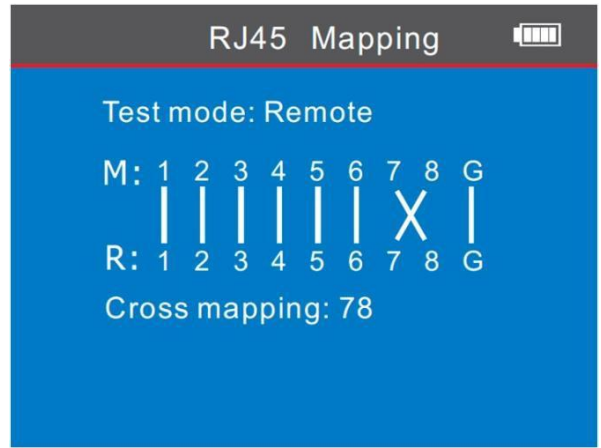 RJ45 Mapping
Test mode: Remote
M: 1 2 3 4 5 6 7 8 G
R: 1 2 3 4 5 6 7 8 G
Cross mapping: 78